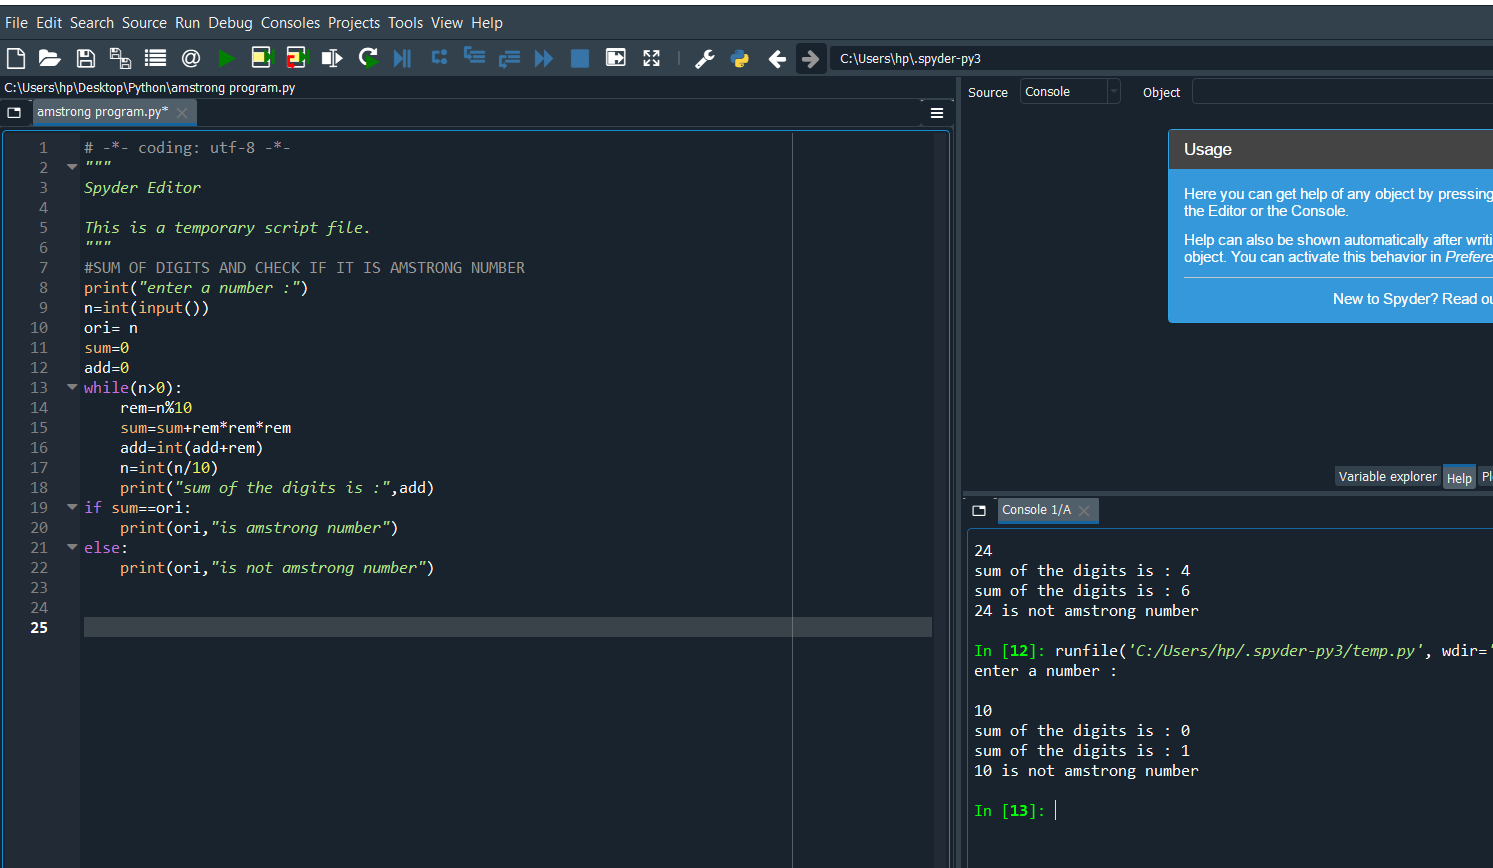 File Edit Search Source Run Debug Consoles Projects Tools View Help
C:\Users\hp\.spyder-py3
C:\Users\hp\Desktop\Python\amstrong program.py
amstrong program.py*
1 # -*- coding: utf-8 -*-
2 """
3 Spyder Editor
4
5 This is a temporary script file.
6 """
7 #SUM OF DIGITS AND CHECK IF IT IS AMSTRONG NUMBER
8 print("enter a number :")
9 n=int(input())
10 ori= n
11 sum=0
12 add=0
13 while(n>0):
14     rem=n%10
15     sum=sum+rem*rem*rem
16     add=int(add+rem)
17     n=int(n/10)
18     print("sum of the digits is :",add)
19 if sum==ori:
20     print(ori,"is amstrong number")
21 else:
22     print(ori,"is not amstrong number")
23
24
25
Source Console Object
Usage
Here you can get help of any object by pressing
the Editor or the Console.
Help can also be shown automatically after writi
object. You can activate this behavior in Prefere
New to Spyder? Read ou
Variable explorer Help Pl
Console 1/A
24
sum of the digits is : 4
sum of the digits is : 6
24 is not amstrong number
In [12]: runfile('C:/Users/hp/.spyder-py3/temp.py', wdir='
enter a number :
10
sum of the digits is : 0
sum of the digits is : 1
10 is not amstrong number
In [13]: